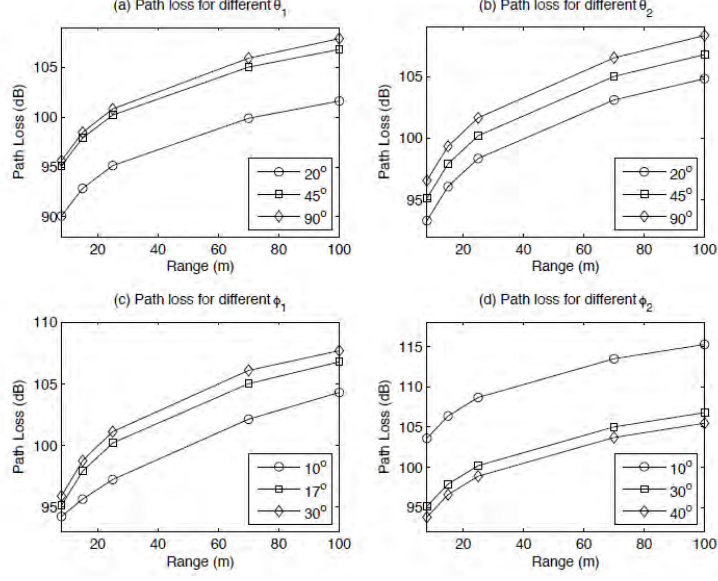 (a) Path loss for different θ1
(b) Path loss for different θ2
Path Loss (dB)
105
100
95
90
20°
45°
90°
20 40 60 80 100
Range (m)
Path Loss (dB)
105
100
95
20°
45°
90°
20 40 60 80 100
Range (m)
(c) Path loss for different ϕ1
(d) Path loss for different ϕ2
Path Loss (dB)
110
105
100
95
10°
17°
30°
20 40 60 80 100
Range (m)
Path Loss (dB)
115
110
105
100
95
10°
30°
40°
20 40 60 80 100
Range (m)